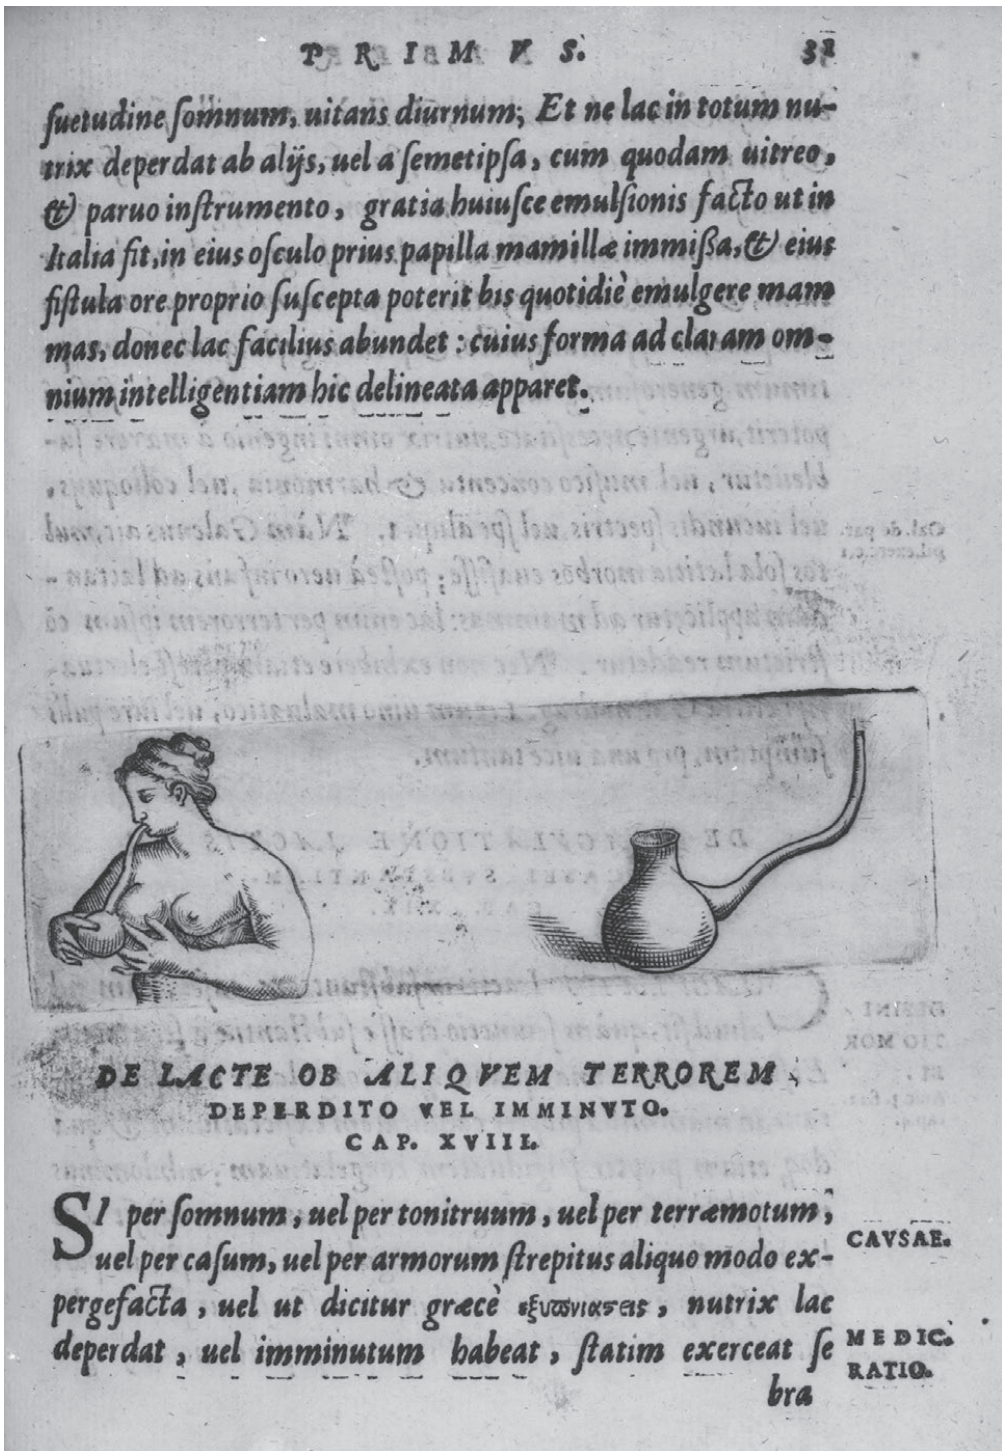 PRIMVS. 31
suetudine somnum, uitans diurnum; Et ne lac in totum nu-
trix deperdat ab alijs, uel a semetipsa, cum quodam uitreo,
& paruo instrumento, gratia huiusce emulsionis facto ut in
Italia fit, in eius osculo prius papilla mamillæ immißa, & eius
fistula ore proprio suscepta poterit bis quotidiè emulgere mam
mas, donec lac facilius abundet: cuius forma ad claram om-
nium intelligentiam hic delineata apparet.
DE LACTE OB ALIQVEM TERROREM
DEPERDITO VEL IMMINVTO.
CAP. XVIII.
SI per somnum, uel per tonitruum, uel per terræmotum,
uel per casum, uel per armorum strepitus aliquo modo ex-
CAVSAE.
pergefacta, uel ut dicitur græcè, nutrix lac
deperdat, uel imminutum habeat, statim exerceat se
MEDIC.
RATIO.
bra